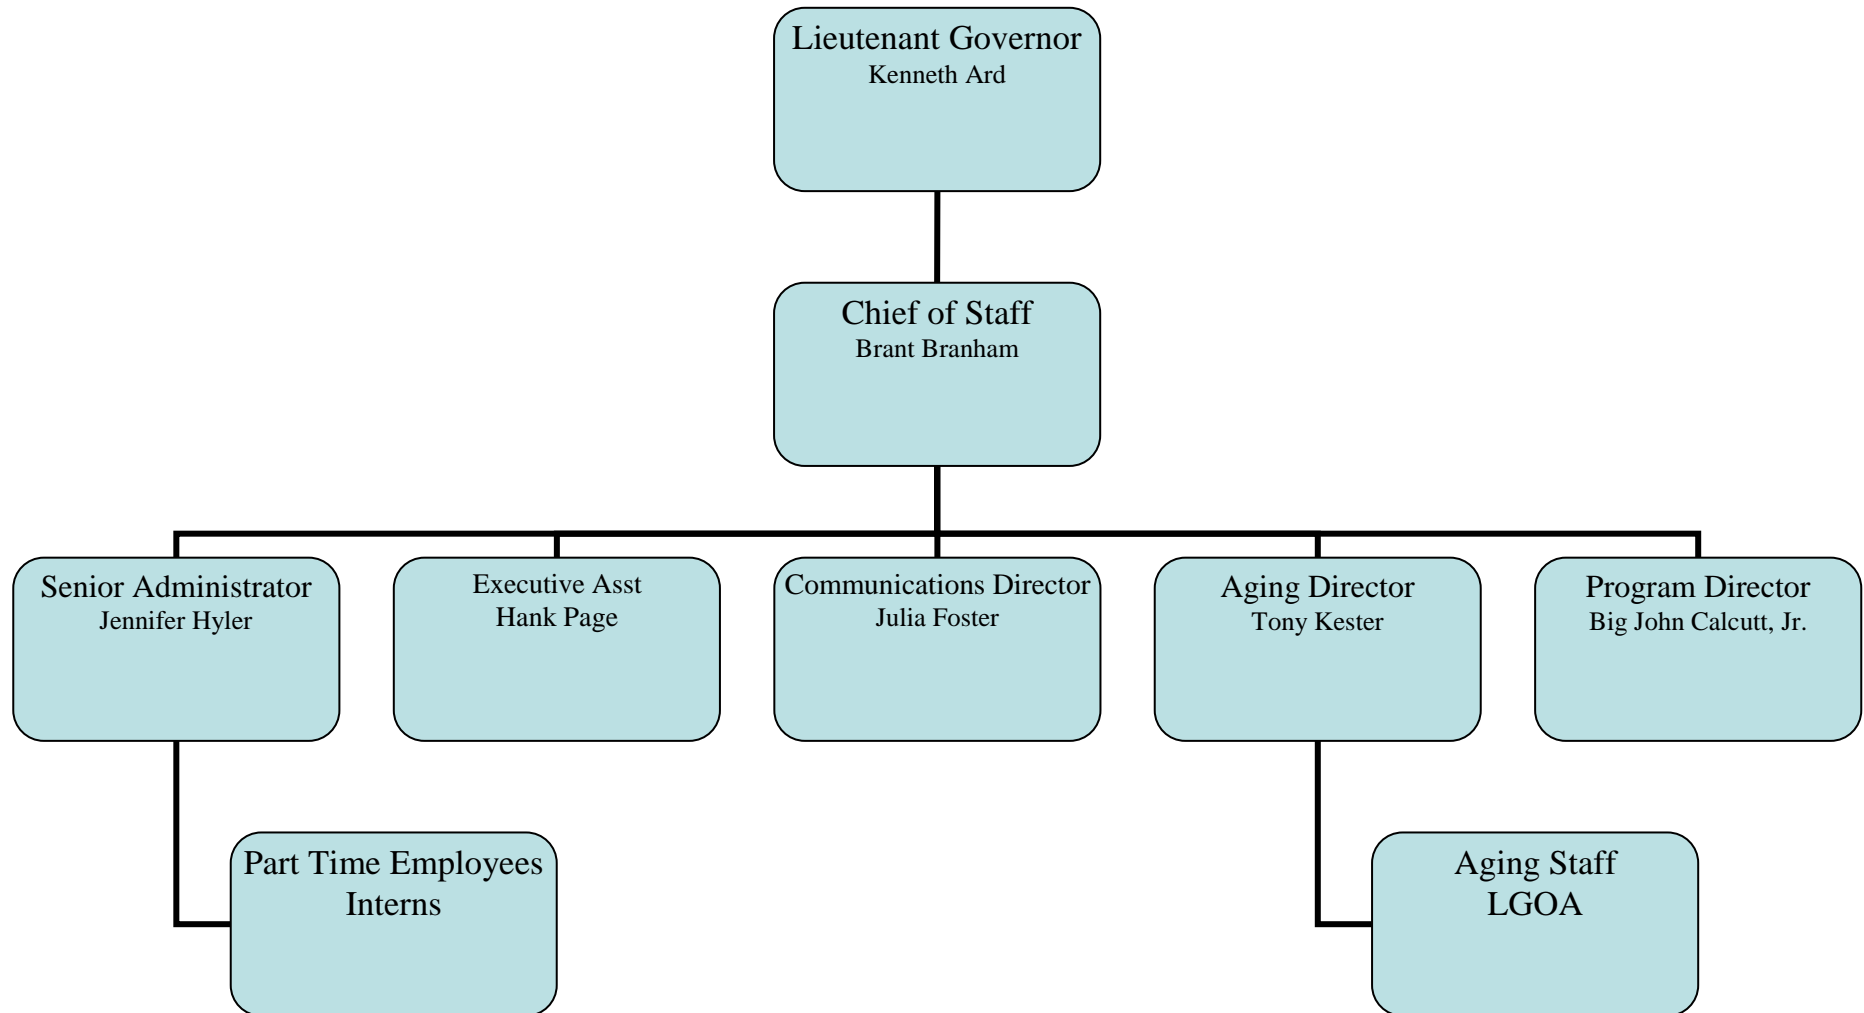 Lieutenant Governor
Kenneth Ard
Chief of Staff
Brant Branham
Senior Administrator
Jennifer Hyler
Executive Asst
Hank Page
Communications Director
Julia Foster
Aging Director
Tony Kester
Program Director
Big John Calcutt, Jr.
Part Time Employees
Interns
Aging Staff
LGOA